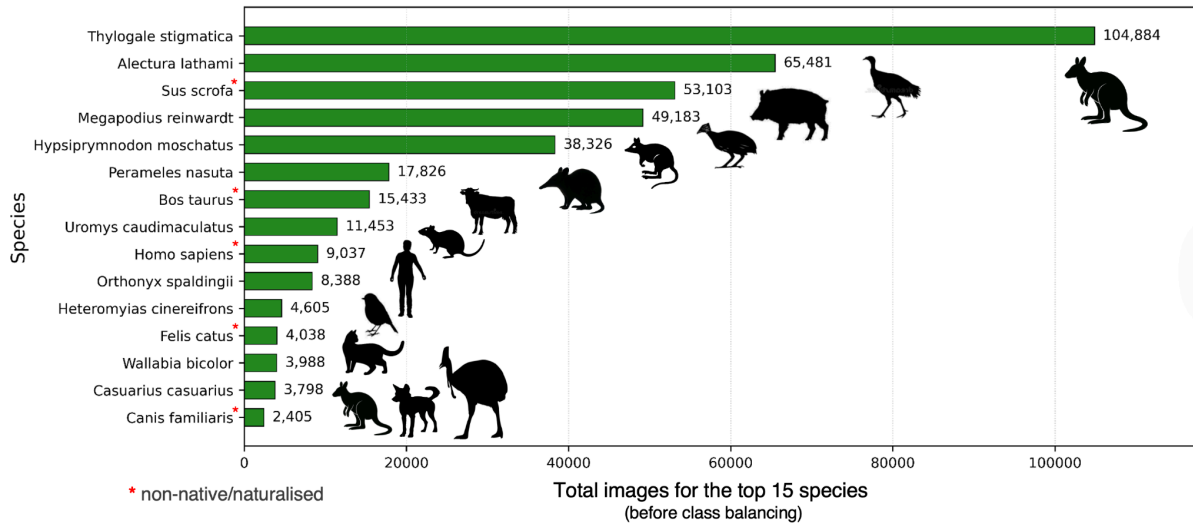 Species
Thylogale stigmatica 104,884
Alectura lathami 65,481
Sus scrofa* 53,103
Megapodius reinwardt 49,183
Hypsiprymnodon moschatus 38,326
Perameles nasuta 17,826
Bos taurus* 15,433
Uromys caudimaculatus 11,453
Homo sapiens* 9,037
Orthonyx spaldingii 8,388
Heteromyias cinereifrons 4,605
Felis catus* 4,038
Wallabia bicolor 3,988
Casuarius casuarius 3,798
Canis familiaris* 2,405
0 20000 40000 60000 80000 100000
* non-native/naturalised
Total images for the top 15 species
(before class balancing)